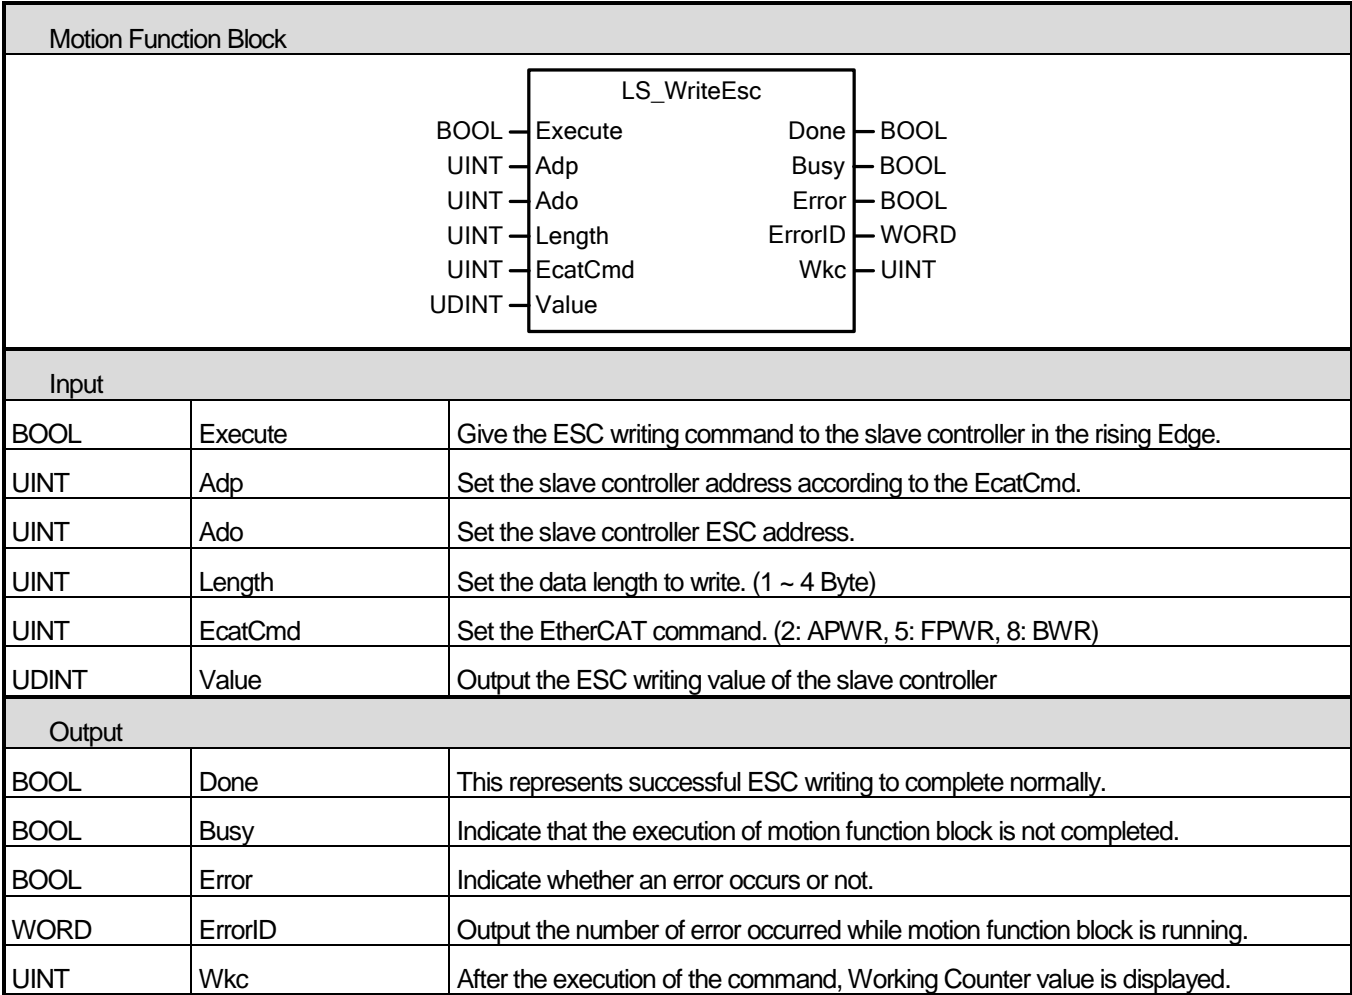 Motion Function Block
LS_WriteEsc
BOOL Execute Done BOOL
UINT Adp Busy BOOL
UINT Ado Error BOOL
UINT Length ErrorID WORD
UINT EcatCmd Wkc UINT
UDINT Value
Input
BOOL Execute Give the ESC writing command to the slave controller in the rising Edge.
UINT Adp Set the slave controller address according to the EcatCmd.
UINT Ado Set the slave controller ESC address.
UINT Length Set the data length to write. (1 ~ 4 Byte)
UINT EcatCmd Set the EtherCAT command. (2: APWR, 5: FPWR, 8: BWR)
UDINT Value Output the ESC writing value of the slave controller
Output
BOOL Done This represents successful ESC writing to complete normally.
BOOL Busy Indicate that the execution of motion function block is not completed.
BOOL Error Indicate whether an error occurs or not.
WORD ErrorID Output the number of error occurred while motion function block is running.
UINT Wkc After the execution of the command, Working Counter value is displayed.